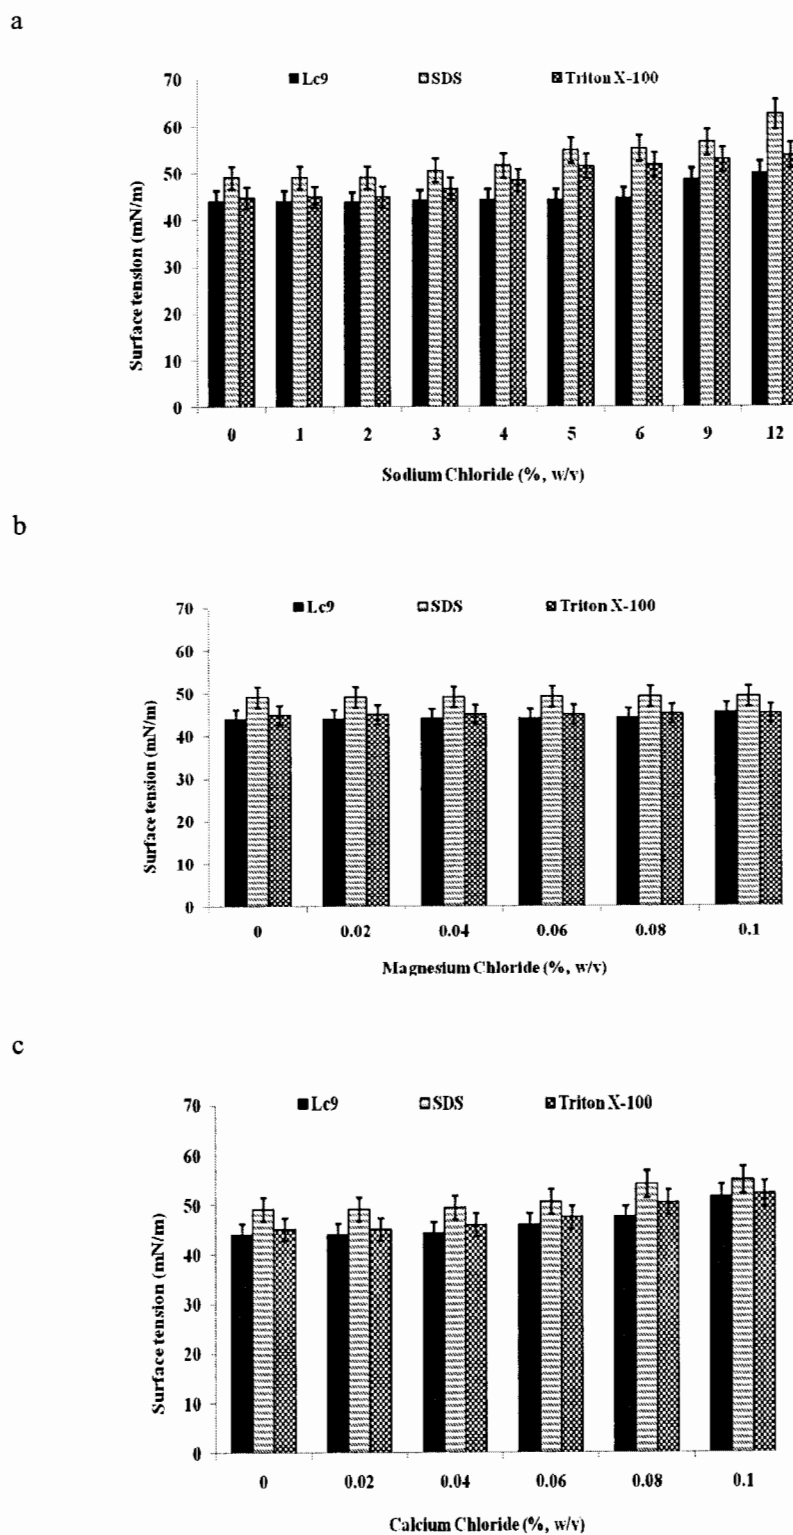 a
Lc9 SDS Triton X-100
70
60
50
40
30
20
10
0
Surface tension (mN/m)
0 1 2 3 4 5 6 9 12
Sodium Chloride (%, w/v)
b
Lc9 SDS Triton X-100
70
60
50
40
30
20
10
0
Surface tension (mN/m)
0 0.02 0.04 0.06 0.08 0.1
Magnesium Chloride (%, w/v)
c
Lc9 SDS Triton X-100
70
60
50
40
30
20
10
0
Surface tension (mN/m)
0 0.02 0.04 0.06 0.08 0.1
Calcium Chloride (%, w/v)